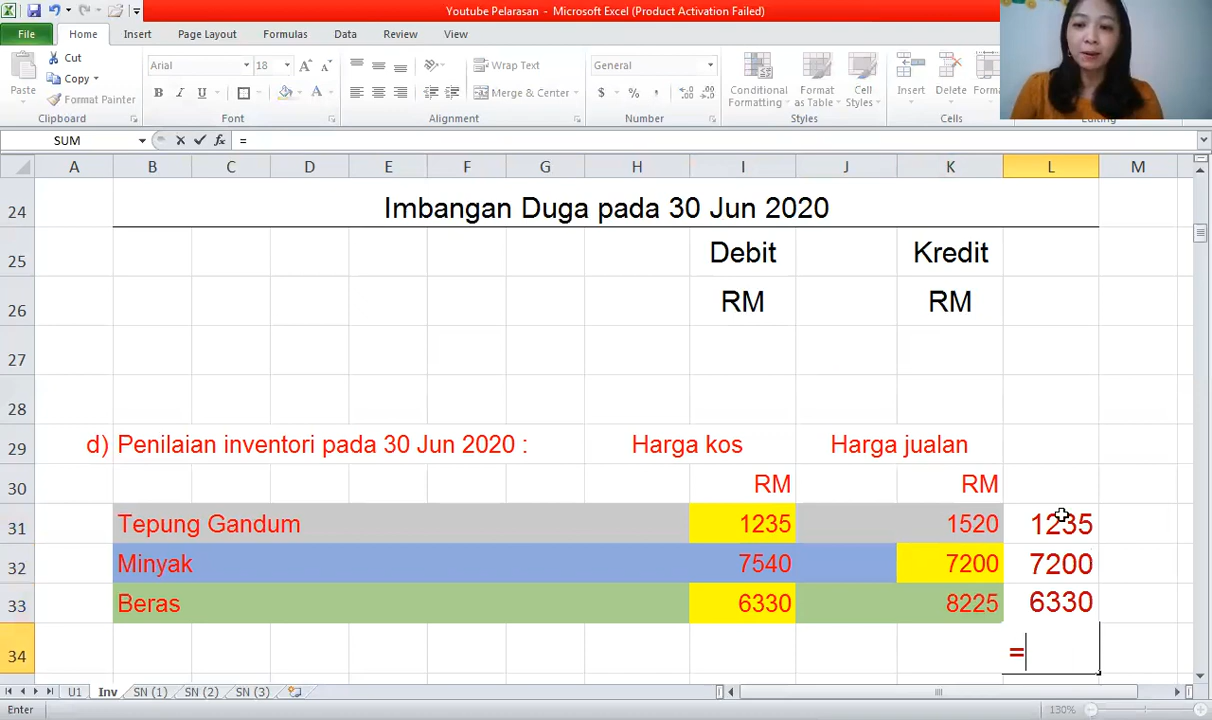 Youtube Pelarasan - Microsoft Excel (Product Activation Failed)
File Home Insert Page Layout Formulas Data Review View
Paste
Cut
Copy
Format Painter
Clipboard
Arial 18 A A
B I U A
Font
Wrap Text
Merge & Center
Alignment
General
$ % ,
Number
Conditional Formatting
Format as Table
Cell Styles
Styles
Insert
Delete
Cells
Editing
SUM fx =
A B C D E F G H I J K L M
24 Imbangan Duga pada 30 Jun 2020
25 Debit Kredit
26 RM RM
27
28
29 d) Penilaian inventori pada 30 Jun 2020 : Harga kos Harga jualan
30 RM RM
31 Tepung Gandum 1235 1520 1235
32 Minyak 7540 7200 7200
33 Beras 6330 8225 6330
34 =
U1 Inv SN (1) SN (2) SN (3)
Enter 130%